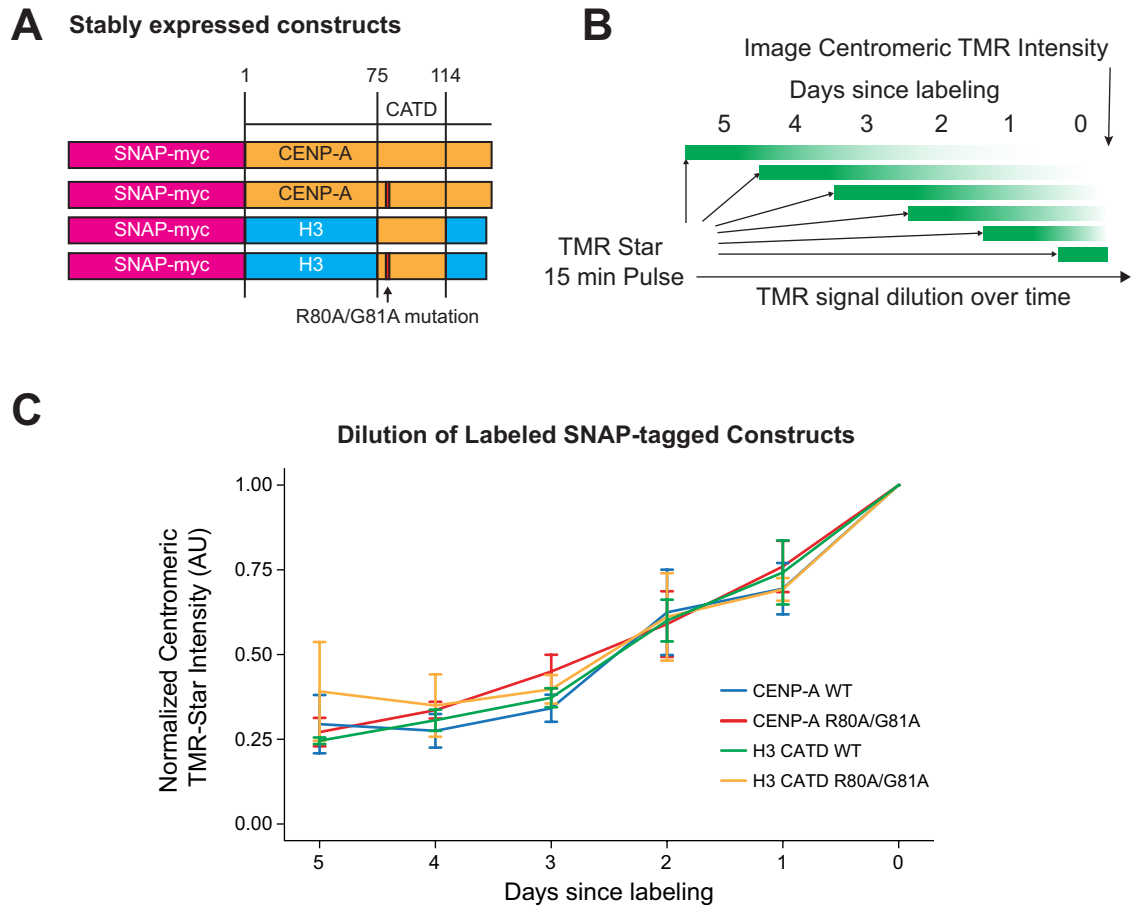 A
Stably expressed constructs
1 75 114
CATD
SNAP-myc CENP-A
SNAP-myc CENP-A
SNAP-myc H3
SNAP-myc H3
R80A/G81A mutation
B
Image Centromeric TMR Intensity
Days since labeling
5 4 3 2 1 0
TMR Star
15 min Pulse
TMR signal dilution over time
C
Dilution of Labeled SNAP-tagged Constructs
Normalized Centromeric
TMR-Star Intensity (AU)
1.00
0.75
0.50
0.25
0.00
CENP-A WT
CENP-A R80A/G81A
H3 CATD WT
H3 CATD R80A/G81A
5 4 3 2 1 0
Days since labeling